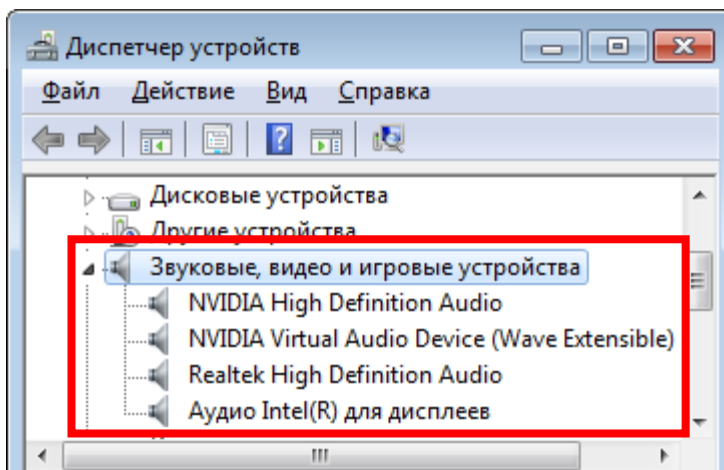 Диспетчер устройств
Файл Действие Вид Справка
Дисковые устройства
Другие устройства
Звуковые, видео и игровые устройства
NVIDIA High Definition Audio
NVIDIA Virtual Audio Device (Wave Extensible)
Realtek High Definition Audio
Аудио Intel(R) для дисплеев